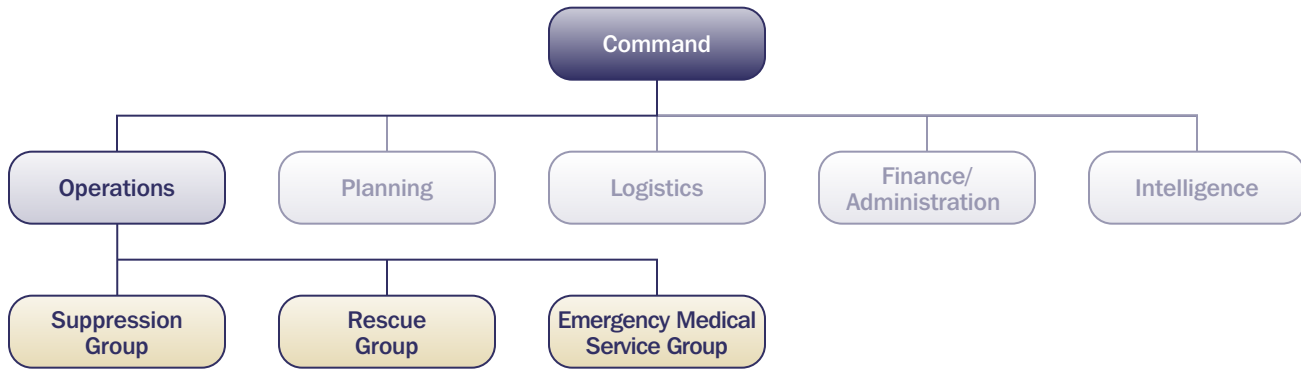 Command
Operations
Planning
Logistics
Finance/
Administration
Intelligence
Suppression
Group
Rescue
Group
Emergency Medical
Service Group